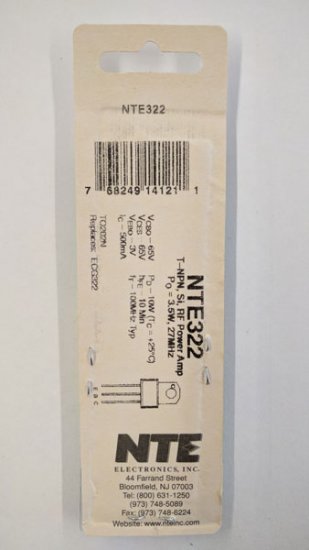 NTE322
7 68249 14121 1
NTE322
T-NPN, Si, RF Power Amp
PO = 3.5W, 27MHz
VCBO – 65V PD – 10W (TC = +25°C)
VCES – 65V hFE – 10 Min
VEBO – 3V fT – 100MHz Typ
IC – 500mA
TO202N
Replaces: ECG322
E B C
NTE
ELECTRONICS, INC.
44 Farrand Street
Bloomfield, NJ 07003
Tel: (800) 631-1250
(973) 748-5089
Fax: (973) 748-6224
Website: www.nteinc.com